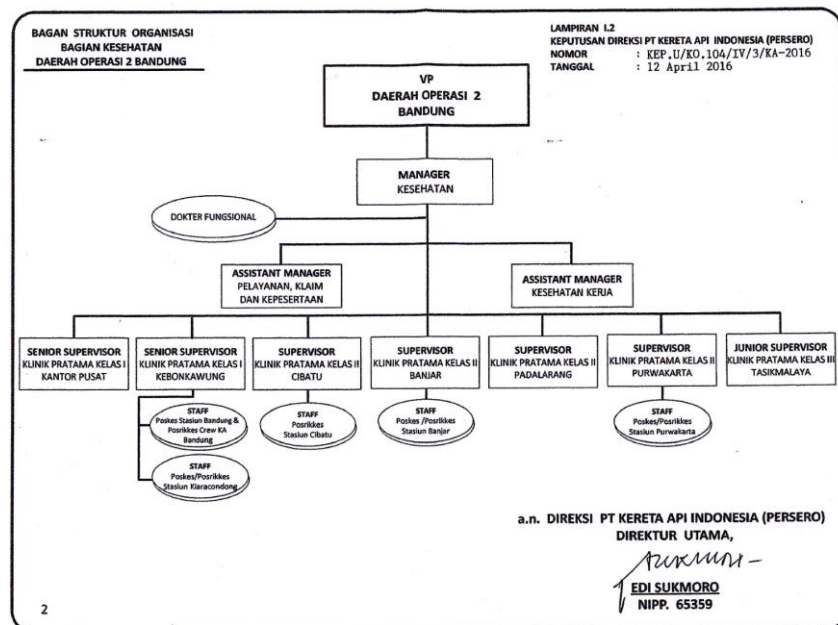 BAGAN STRUKTUR ORGANISASI
BAGIAN KESEHATAN
DAERAH OPERASI 2 BANDUNG
LAMPIRAN I.2
KEPUTUSAN DIREKSI PT KERETA API INDONESIA (PERSERO)
NOMOR : KEP.U/KO.104/IV/3/KA-2016
TANGGAL : 12 April 2016
VP
DAERAH OPERASI 2
BANDUNG
MANAGER
KESEHATAN
DOKTER FUNGSIONAL
ASSISTANT MANAGER
PELAYANAN, KLAIM
DAN KEPESERTAAN
ASSISTANT MANAGER
KESEHATAN KERJA
SENIOR SUPERVISOR
KLINIK PRATAMA KELAS I
KANTOR PUSAT
SENIOR SUPERVISOR
KLINIK PRATAMA KELAS I
KEBONKAWUNG
SUPERVISOR
KLINIK PRATAMA KELAS II
CIBATU
SUPERVISOR
KLINIK PRATAMA KELAS II
BANJAR
SUPERVISOR
KLINIK PRATAMA KELAS II
PADALARANG
SUPERVISOR
KLINIK PRATAMA KELAS II
PURWAKARTA
JUNIOR SUPERVISOR
KLINIK PRATAMA KELAS III
TASIKMALAYA
STAFF
Poskes Stasiun Bandung &
Posrikkes Crew KA
Bandung
STAFF
Poskes/Posrikkes
Stasiun Kiaracondong
STAFF
Posrikkes
Stasiun Cibatu
STAFF
Poskes /Posrikkes
Stasiun Banjar
STAFF
Poskes/Posrikkes
Stasiun Purwakarta
a.n. DIREKSI PT KERETA API INDONESIA (PERSERO)
DIREKTUR UTAMA,
EDI SUKMORO
NIPP. 65359
2